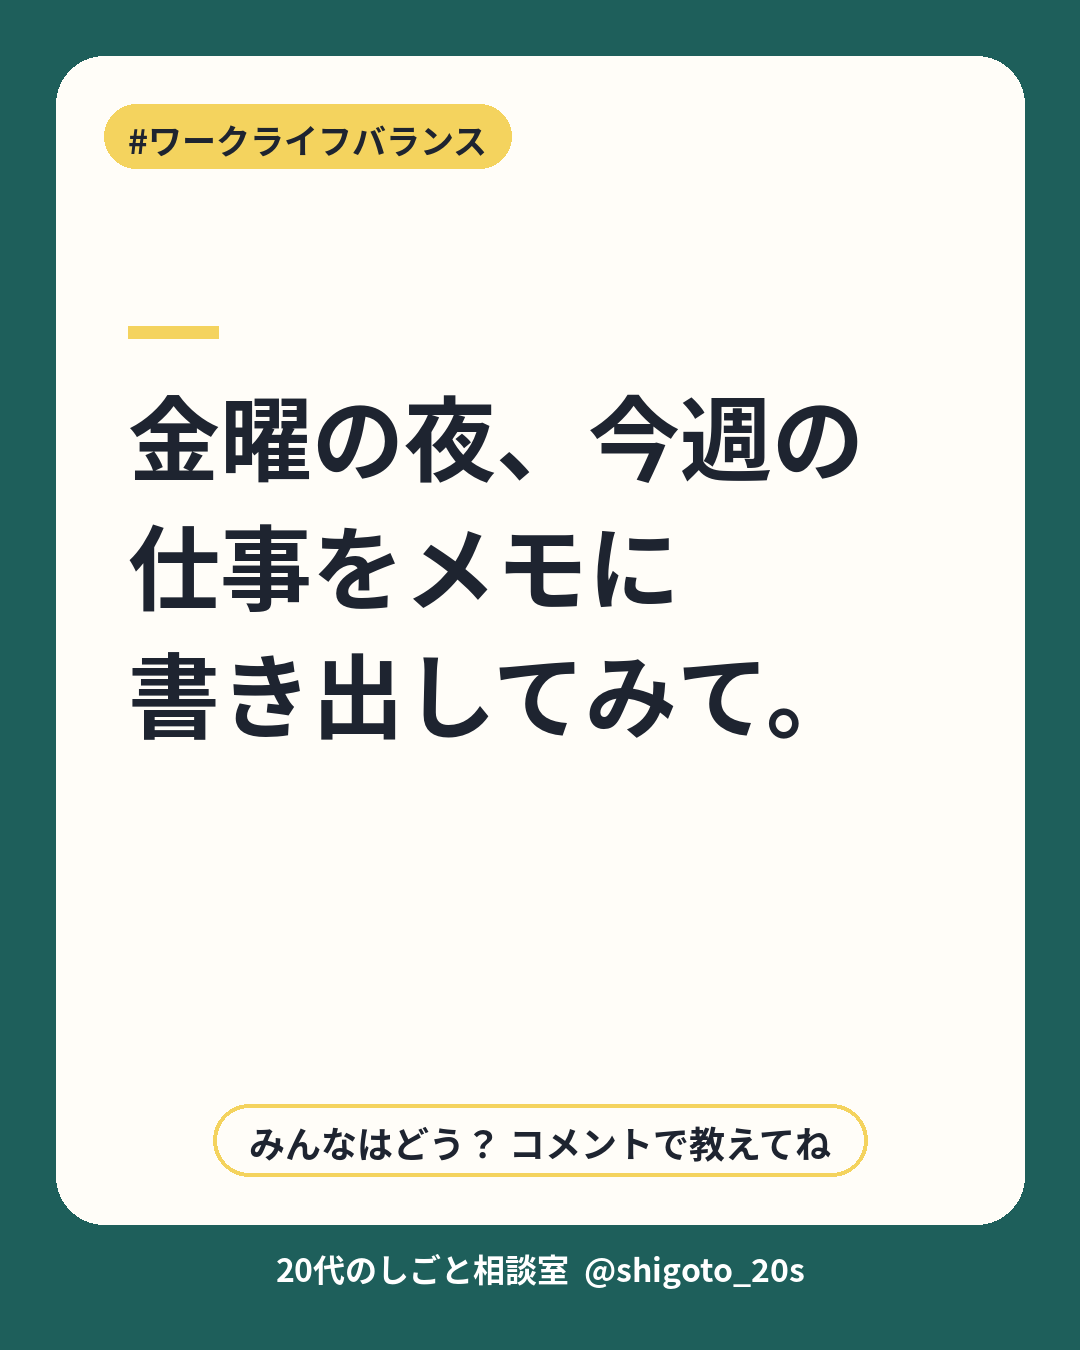 #ワークライフバランス
金曜の夜、今週の
仕事をメモに
書き出してみて。
みんなはどう？ コメントで教えてね
20代のしごと相談室 @shigoto_20s